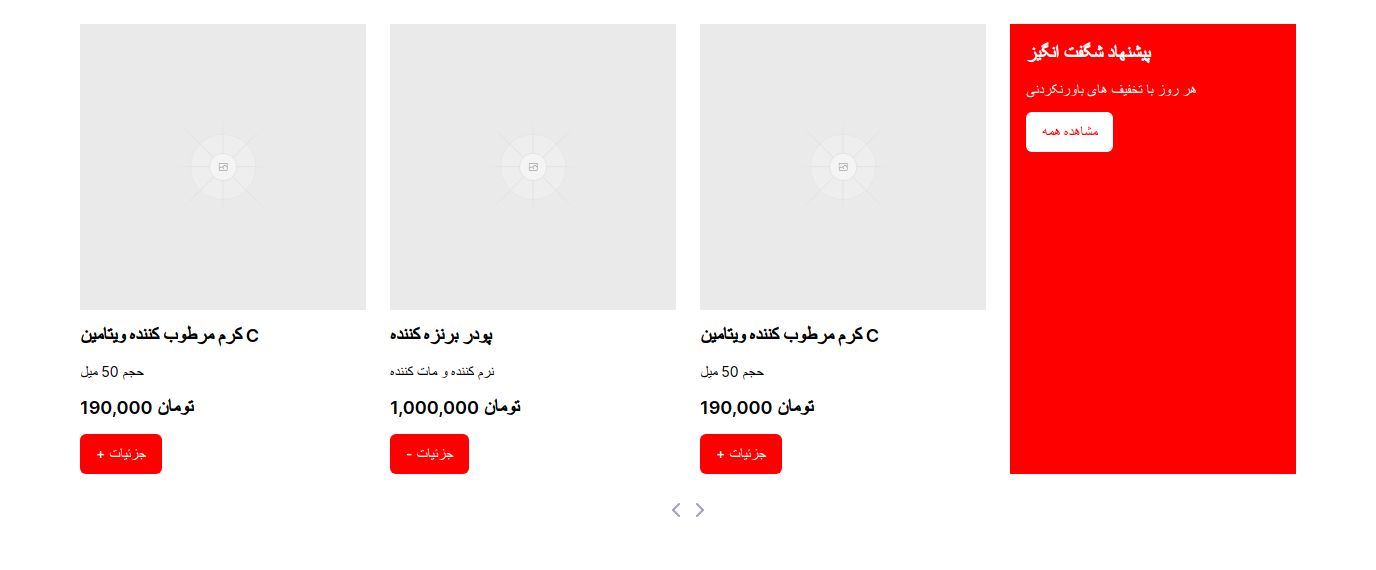 پیشنهاد شگفت انگیز
هر روز با تخفیف های باورنکردنی
مشاهده همه
کرم مرطوب کننده ویتامین C
حجم 50 میل
190,000 تومان
جزئیات +
پودر برنزه کننده
نرم کننده و مات کننده
1,000,000 تومان
جزئیات -
کرم مرطوب کننده ویتامین C
حجم 50 میل
190,000 تومان
جزئیات +